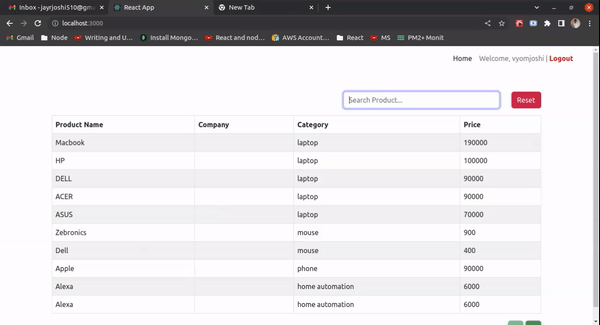 Inbox - jayrjoshi510@gma
React App
New Tab
localhost:3000
Gmail Node Writing and U... Install Mongo... React and nod... AWS Account... React MS PM2+ Monit
Home Welcome, vyomjoshi | Logout
Search Product... Reset
Product Name Company Category Price
Macbook laptop 190000
HP laptop 100000
DELL laptop 90000
ACER laptop 90000
ASUS laptop 70000
Zebronics mouse 900
Dell mouse 400
Apple phone 90000
Alexa home automation 6000
Alexa home automation 6000